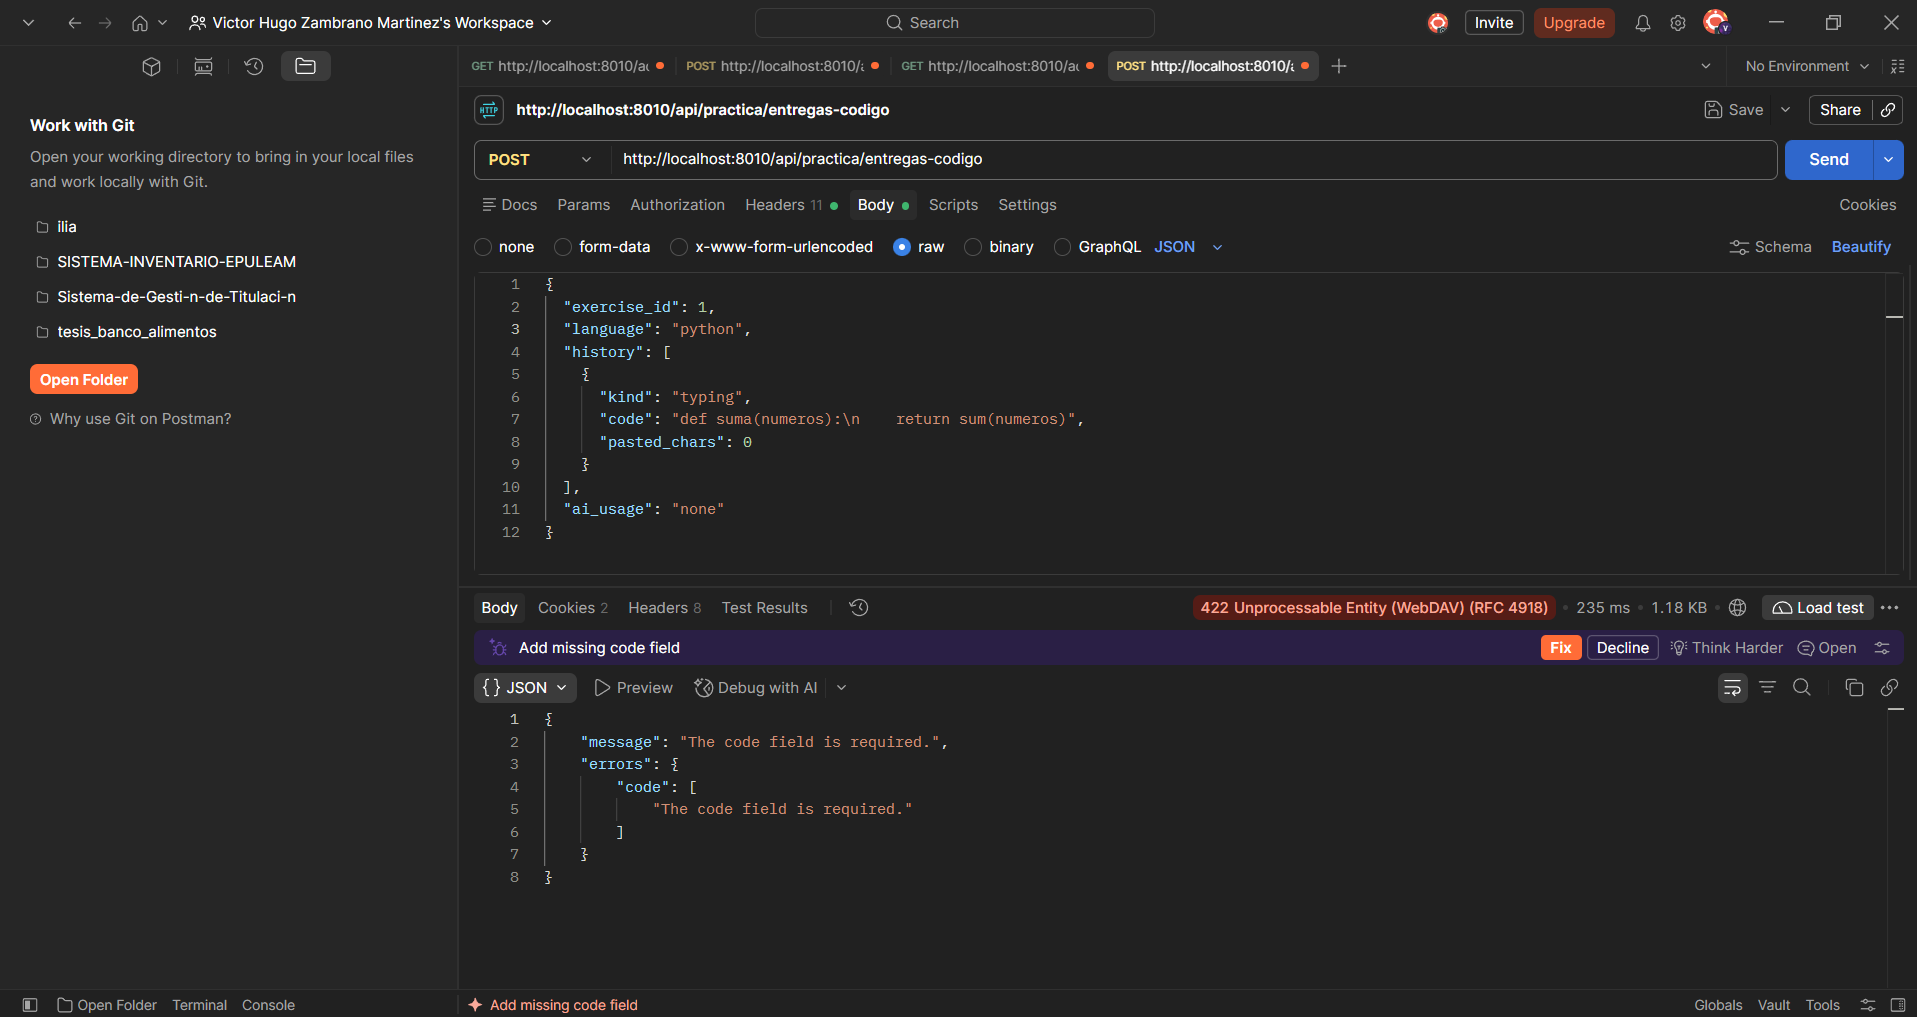 Victor Hugo Zambrano Martinez's Workspace
Search
Invite
Upgrade
GET http://localhost:8010/a
POST http://localhost:8010/
GET http://localhost:8010/a
POST http://localhost:8010/
No Environment
Work with Git
Open your working directory to bring in your local files
and work locally with Git.
ilia
SISTEMA-INVENTARIO-EPULEAM
Sistema-de-Gesti-n-de-Titulaci-n
tesis_banco_alimentos
Open Folder
Why use Git on Postman?
HTTP
http://localhost:8010/api/practica/entregas-codigo
Save
Share
POST
http://localhost:8010/api/practica/entregas-codigo
Send
Docs
Params
Authorization
Headers 11
Body
Scripts
Settings
Cookies
none
form-data
x-www-form-urlencoded
raw
binary
GraphQL
JSON
Schema
Beautify
1 {
2 "exercise_id": 1,
3 "language": "python",
4 "history": [
5 {
6 "kind": "typing",
7 "code": "def suma(numeros):\n    return sum(numeros)",
8 "pasted_chars": 0
9 }
10 ],
11 "ai_usage": "none"
12 }
Body
Cookies 2
Headers 8
Test Results
422 Unprocessable Entity (WebDAV) (RFC 4918)
235 ms
1.18 KB
Load test
Add missing code field
Fix
Decline
Think Harder
Open
{} JSON
Preview
Debug with AI
1 {
2 "message": "The code field is required.",
3 "errors": {
4 "code": [
5 "The code field is required."
6 ]
7 }
8 }
Open Folder
Terminal
Console
Add missing code field
Globals
Vault
Tools